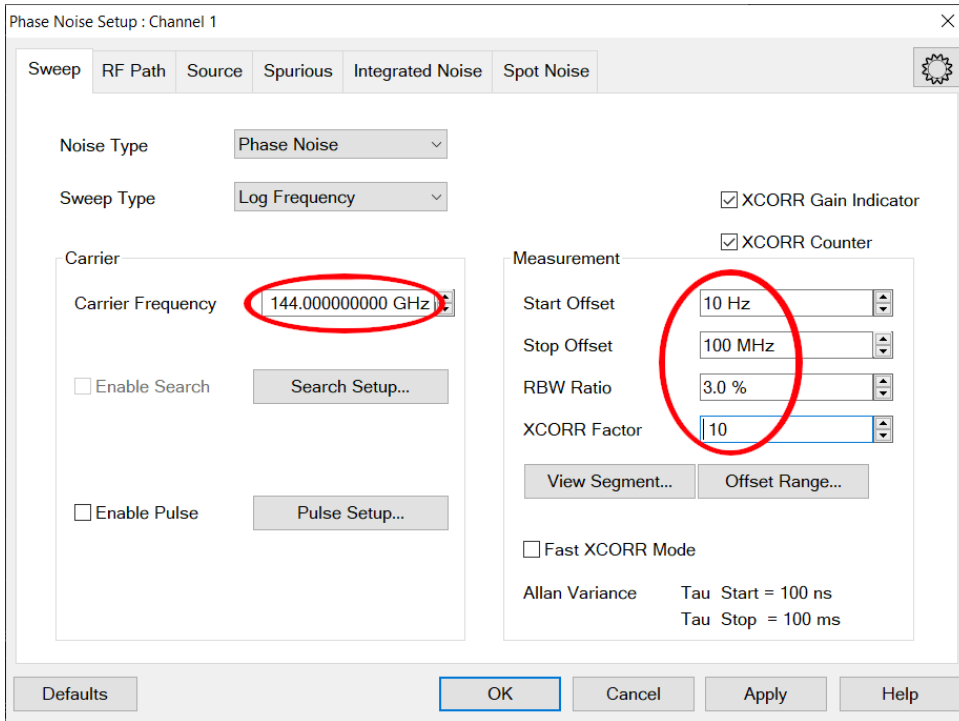 Phase Noise Setup : Channel 1
Sweep
RF Path
Source
Spurious
Integrated Noise
Spot Noise
Noise Type
Phase Noise
Sweep Type
Log Frequency
XCORR Gain Indicator
XCORR Counter
Carrier
Carrier Frequency
144.000000000 GHz
Enable Search
Search Setup...
Enable Pulse
Pulse Setup...
Measurement
Start Offset
10 Hz
Stop Offset
100 MHz
RBW Ratio
3.0 %
XCORR Factor
10
View Segment...
Offset Range...
Fast XCORR Mode
Allan Variance
Tau Start = 100 ns
Tau Stop = 100 ms
Defaults
OK
Cancel
Apply
Help